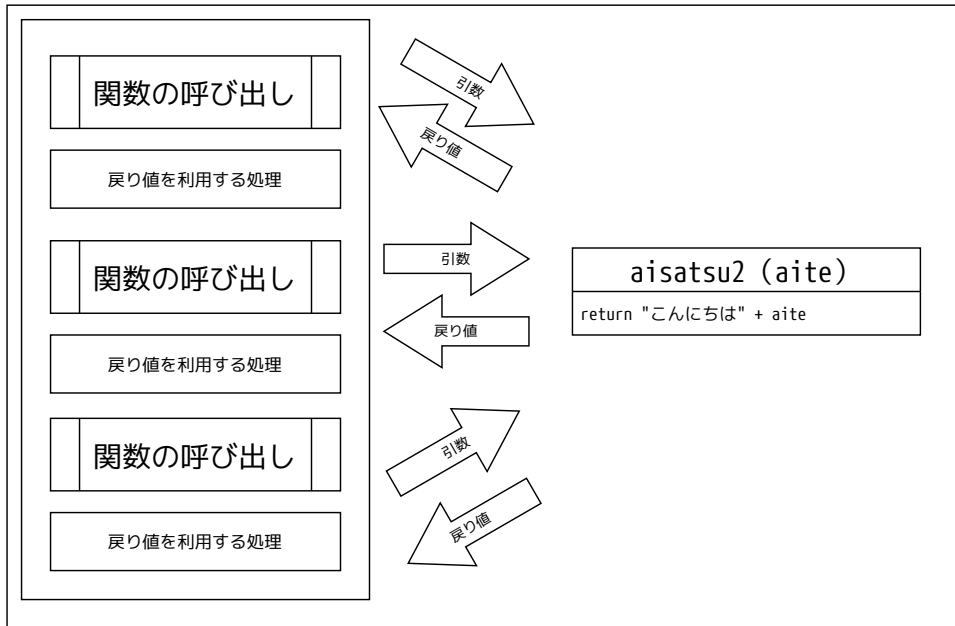 関数の呼び出し
引数
戻り値
戻り値を利用する処理
関数の呼び出し
引数
戻り値
戻り値を利用する処理
aisatsu2 (aite)
return "こんにちは" + aite
関数の呼び出し
引数
戻り値
戻り値を利用する処理